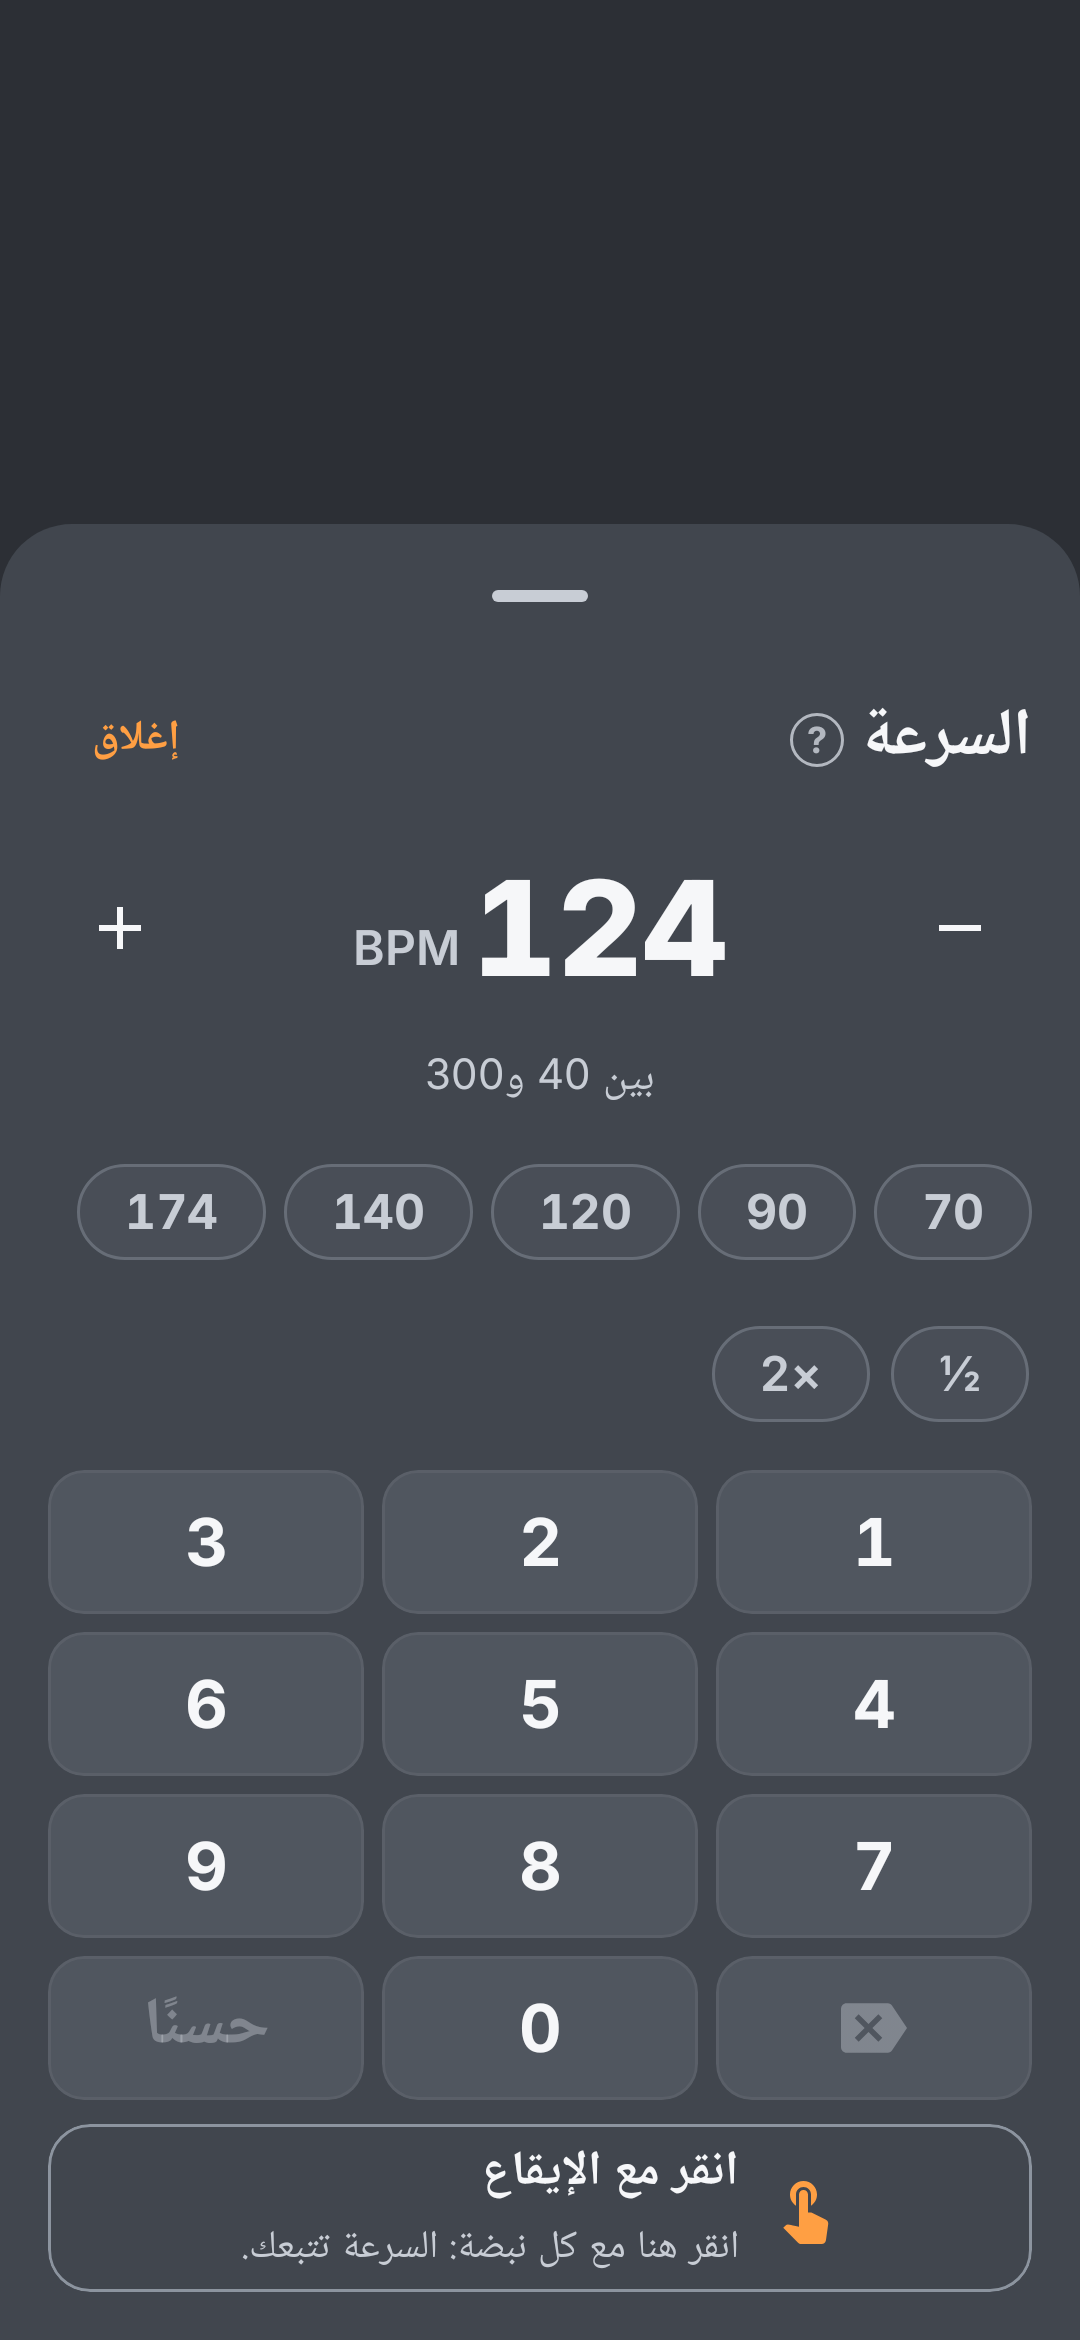 السرعة ?
إغلاق
124 BPM
بين 40 و300
70 90 120 140 174
½ 2×
1 2 3
4 5 6
7 8 9
0 حسنًا
انقر مع الإيقاع
انقر هنا مع كل نبضة: السرعة تتبعك.